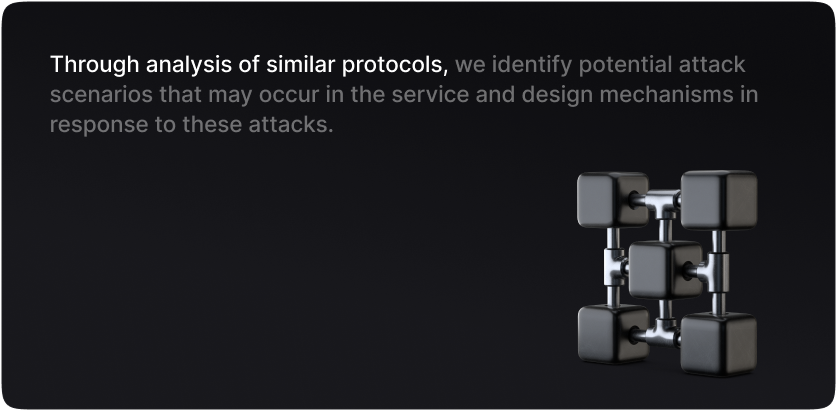 Through analysis of similar protocols, we identify potential attack
scenarios that may occur in the service and design mechanisms in
response to these attacks.